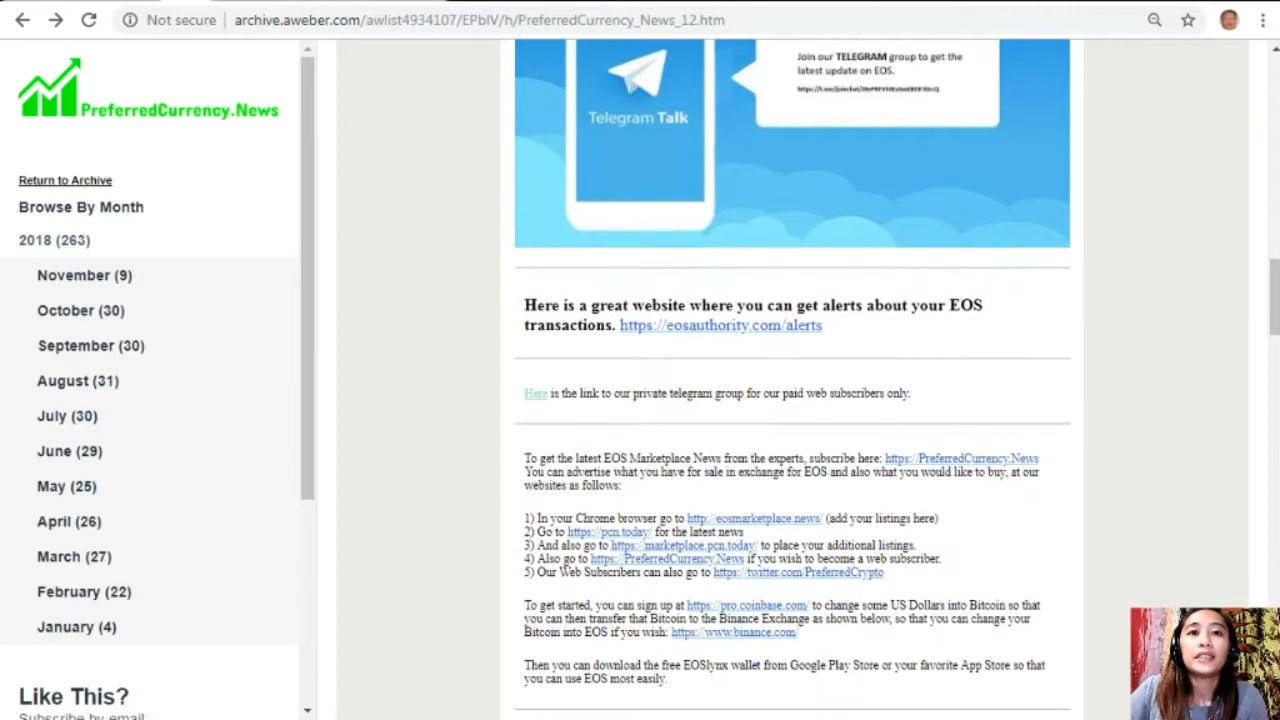 Not secure
archive.aweber.com/awlist4934107/EPbIV/h/PreferredCurrency_News_12.htm
PreferredCurrency.News
Return to Archive
Browse By Month
2018 (263)
November (9)
October (30)
September (30)
August (31)
July (30)
June (29)
May (25)
April (26)
March (27)
February (22)
January (4)
Like This?
Subscribe by email:
Telegram Talk
Join our TELEGRAM group to get the
latest update on EOS.
Here is a great website where you can get alerts about your EOS
transactions. https://eosauthority.com/alerts
Here is the link to our private telegram group for our paid web subscribers only.
To get the latest EOS Marketplace News from the experts, subscribe here: https://PreferredCurrency.News
You can advertise what you have for sale in exchange for EOS and also what you would like to buy, at our
websites as follows:
1) In your Chrome browser go to http://eosmarketplace.news/ (add your listings here)
2) Go to https://pcn.today/ for the latest news
3) And also go to https://marketplace.pcn.today/ to place your additional listings.
4) Also go to https://PreferredCurrency.News if you wish to become a web subscriber.
5) Our Web Subscribers can also go to https://twitter.com/PreferredCrypto
To get started, you can sign up at https://pro.coinbase.com/ to change some US Dollars into Bitcoin so that
you can then transfer that Bitcoin to the Binance Exchange as shown below, so that you can change your
Bitcoin into EOS if you wish: https://www.binance.com/
Then you can download the free EOSlynx wallet from Google Play Store or your favorite App Store so that
you can use EOS most easily.